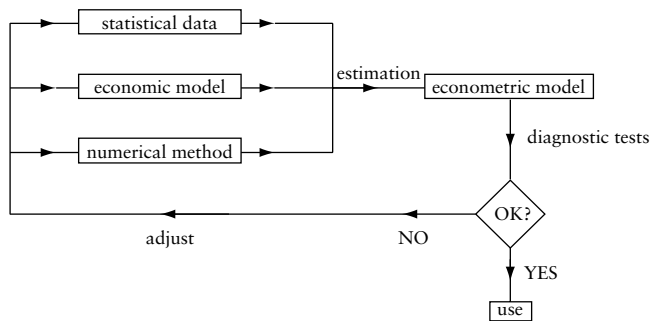 statistical data
economic model
numerical method
estimation
econometric model
diagnostic tests
OK?
NO
adjust
YES
use